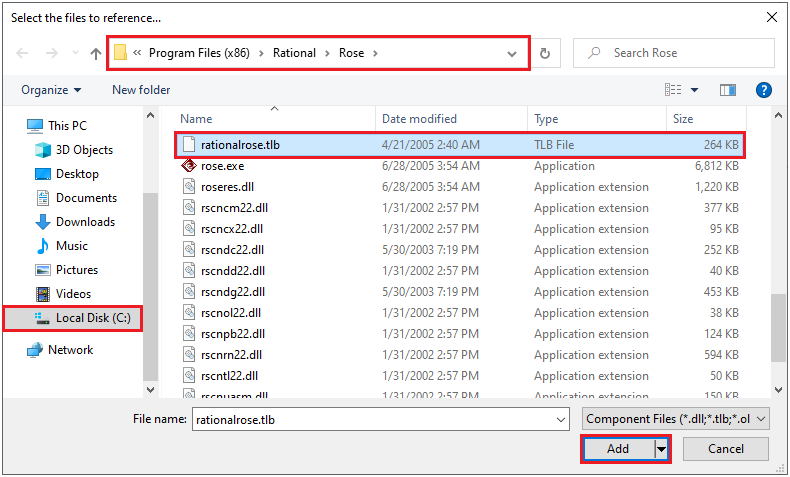 Select the files to reference...
« Program Files (x86) > Rational > Rose >
Search Rose
Organize New folder
Name Date modified Type Size
This PC
3D Objects
Desktop
Documents
Downloads
Music
Pictures
Videos
Local Disk (C:)
Network
rationalrose.tlb 4/21/2005 2:40 AM TLB File 264 KB
rose.exe 6/28/2005 3:54 AM Application 6,812 KB
roseres.dll 6/28/2005 3:54 AM Application extension 1,220 KB
rscncm22.dll 1/31/2002 2:57 PM Application extension 377 KB
rscncx22.dll 1/31/2002 2:57 PM Application extension 95 KB
rscndc22.dll 5/30/2003 7:19 PM Application extension 252 KB
rscndd22.dll 1/31/2002 2:57 PM Application extension 40 KB
rscndg22.dll 5/30/2003 7:19 PM Application extension 453 KB
rscnol22.dll 1/31/2002 2:57 PM Application extension 38 KB
rscnpb22.dll 1/31/2002 2:57 PM Application extension 124 KB
rscnrn22.dll 1/31/2002 2:57 PM Application extension 594 KB
rscntl22.dll 1/31/2002 2:57 PM Application extension 50 KB
rscnuasm.dll 1/31/2002 2:57 PM Application extension 150 KB
File name: rationalrose.tlb Component Files (*.dll;*.tlb;*.ol
Add Cancel